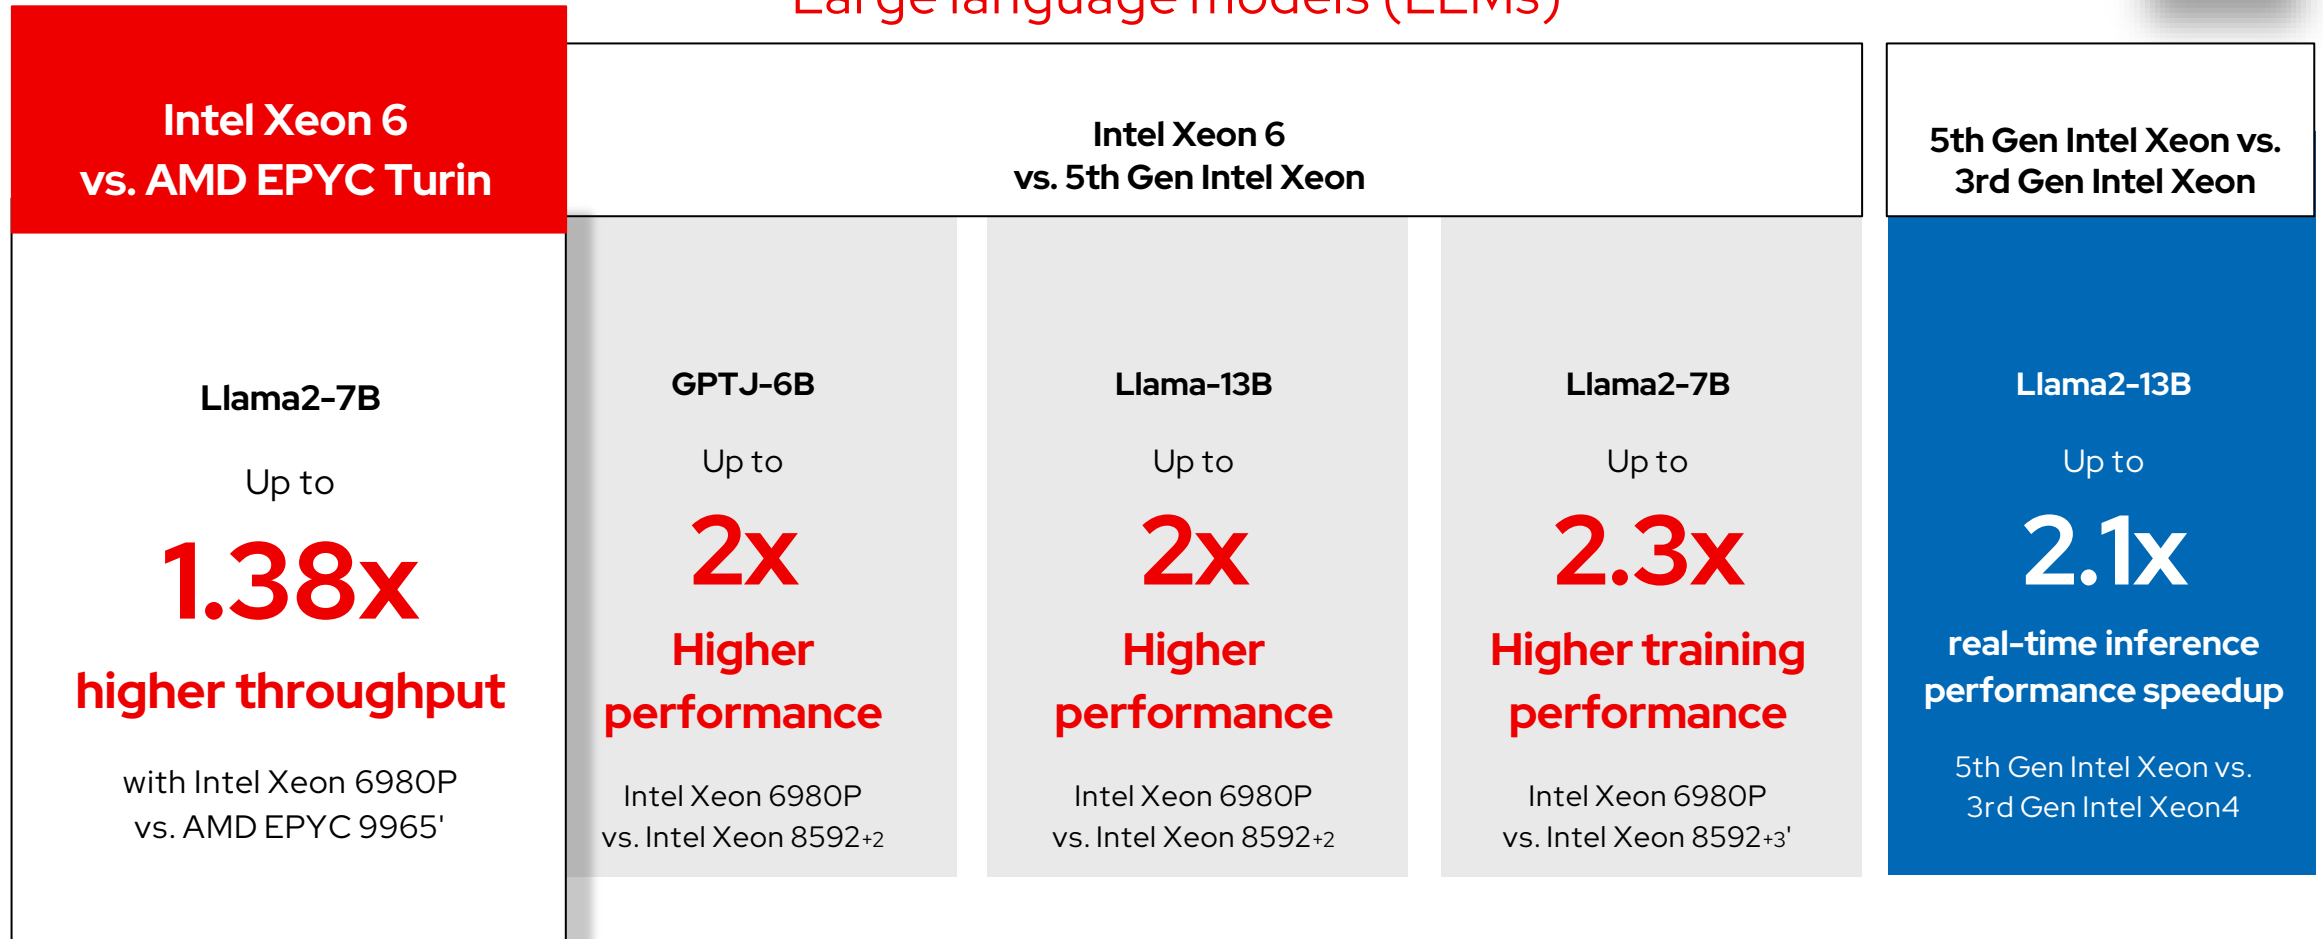 Large language models (LLMs)
Intel Xeon 6
vs. AMD EPYC Turin
Llama2-7B
Up to
1.38x
higher throughput
with Intel Xeon 6980P
vs. AMD EPYC 9965'
Intel Xeon 6
vs. 5th Gen Intel Xeon
GPTJ-6B
Up to
2x
Higher
performance
Intel Xeon 6980P
vs. Intel Xeon 8592+2
Llama-13B
Up to
2x
Higher
performance
Intel Xeon 6980P
vs. Intel Xeon 8592+2
Llama2-7B
Up to
2.3x
Higher training
performance
Intel Xeon 6980P
vs. Intel Xeon 8592+3'
5th Gen Intel Xeon vs.
3rd Gen Intel Xeon
Llama2-13B
Up to
2.1x
real-time inference
performance speedup
5th Gen Intel Xeon vs.
3rd Gen Intel Xeon4